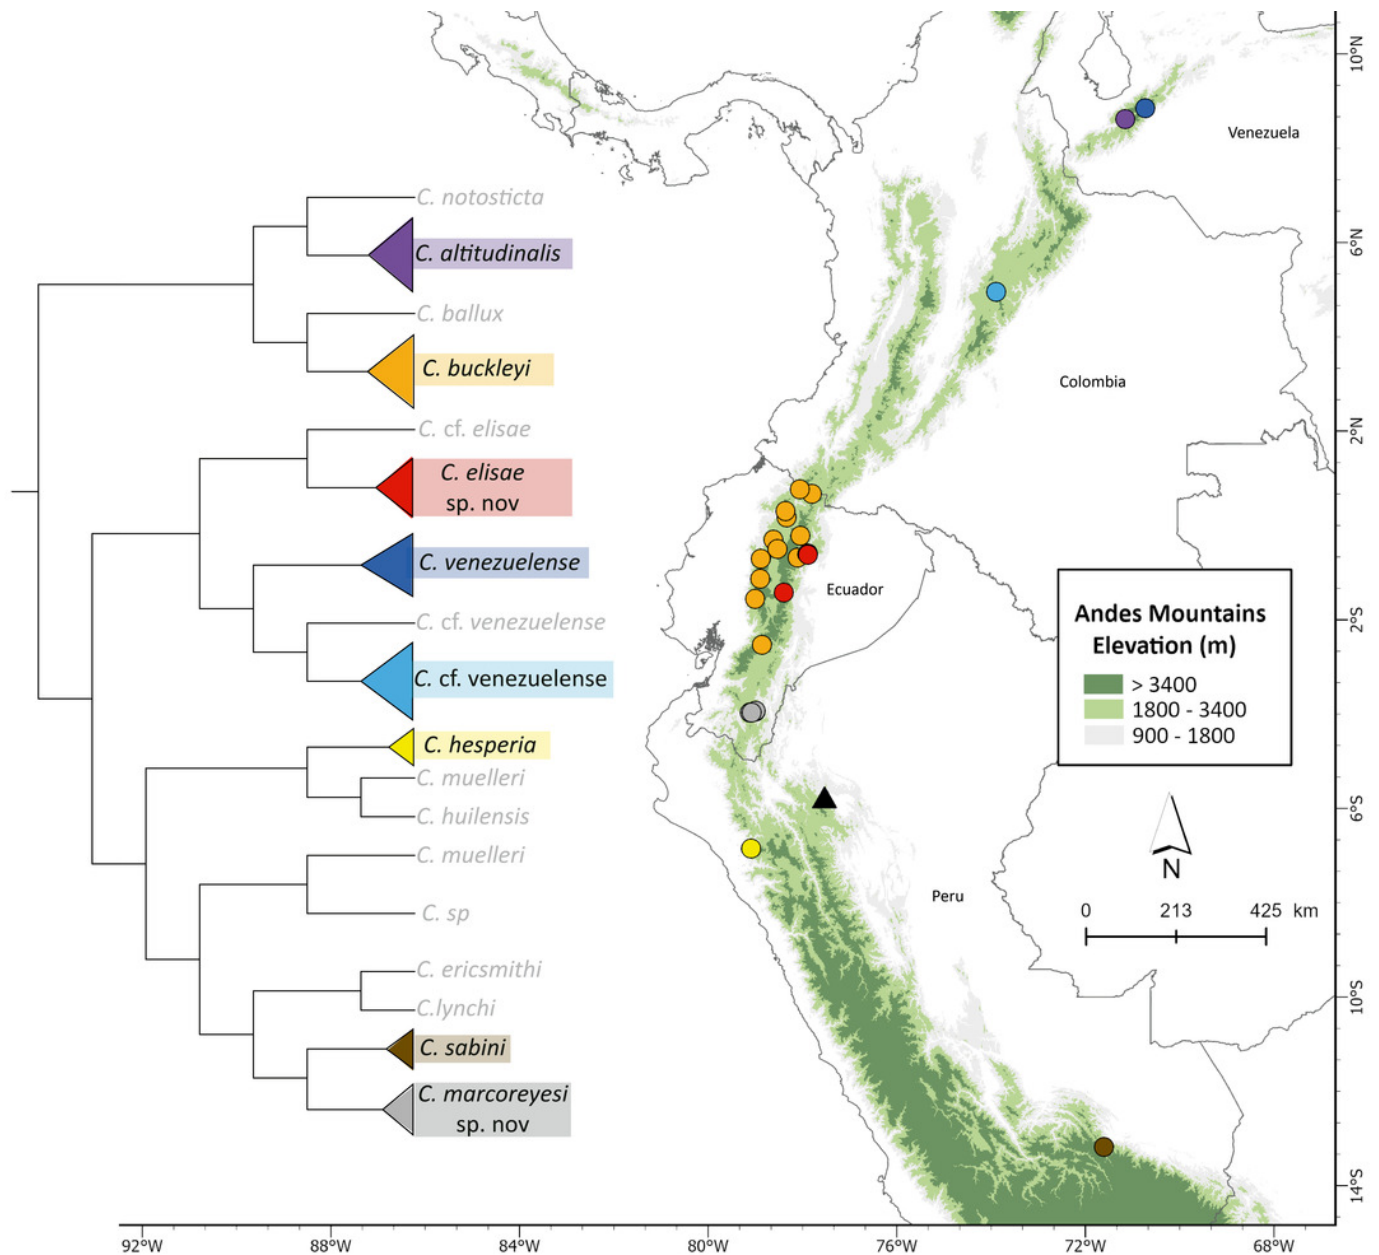 C. notosticta
C. altitudinalis
C. ballux
C. buckleyi
C. cf. elisae
C. elisae
sp. nov
C. venezuelense
C. cf. venezuelense
C. cf. venezuelense
C. hesperia
C. muelleri
C. huilensis
C. muelleri
C. sp
C. ericsmithi
C.lynchi
C. sabini
C. marcoreyesi
sp. nov
Venezuela
Colombia
Ecuador
Peru
Andes Mountains
Elevation (m)
> 3400
1800 - 3400
900 - 1800
N
0 213 425 km
10°N
6°N
2°N
2°S
6°S
10°S
14°S
92°W 88°W 84°W 80°W 76°W 72°W 68°W